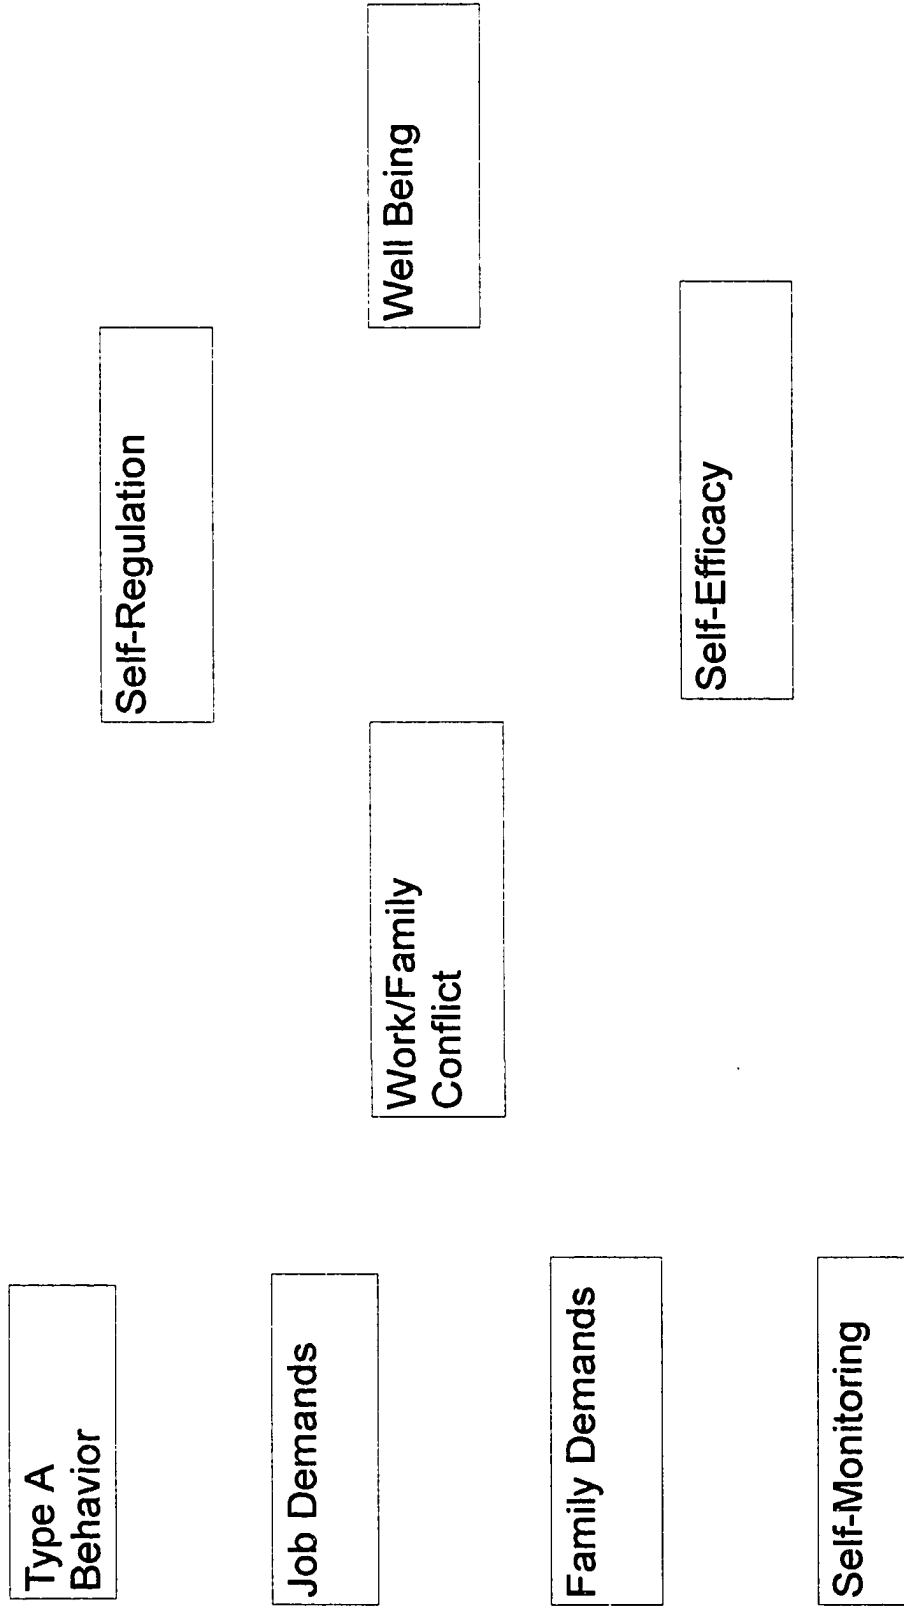 Type A
Behavior
Job Demands
Family Demands
Self-Monitoring
Work/Family
Conflict
Self-Regulation
Self-Efficacy
Well Being